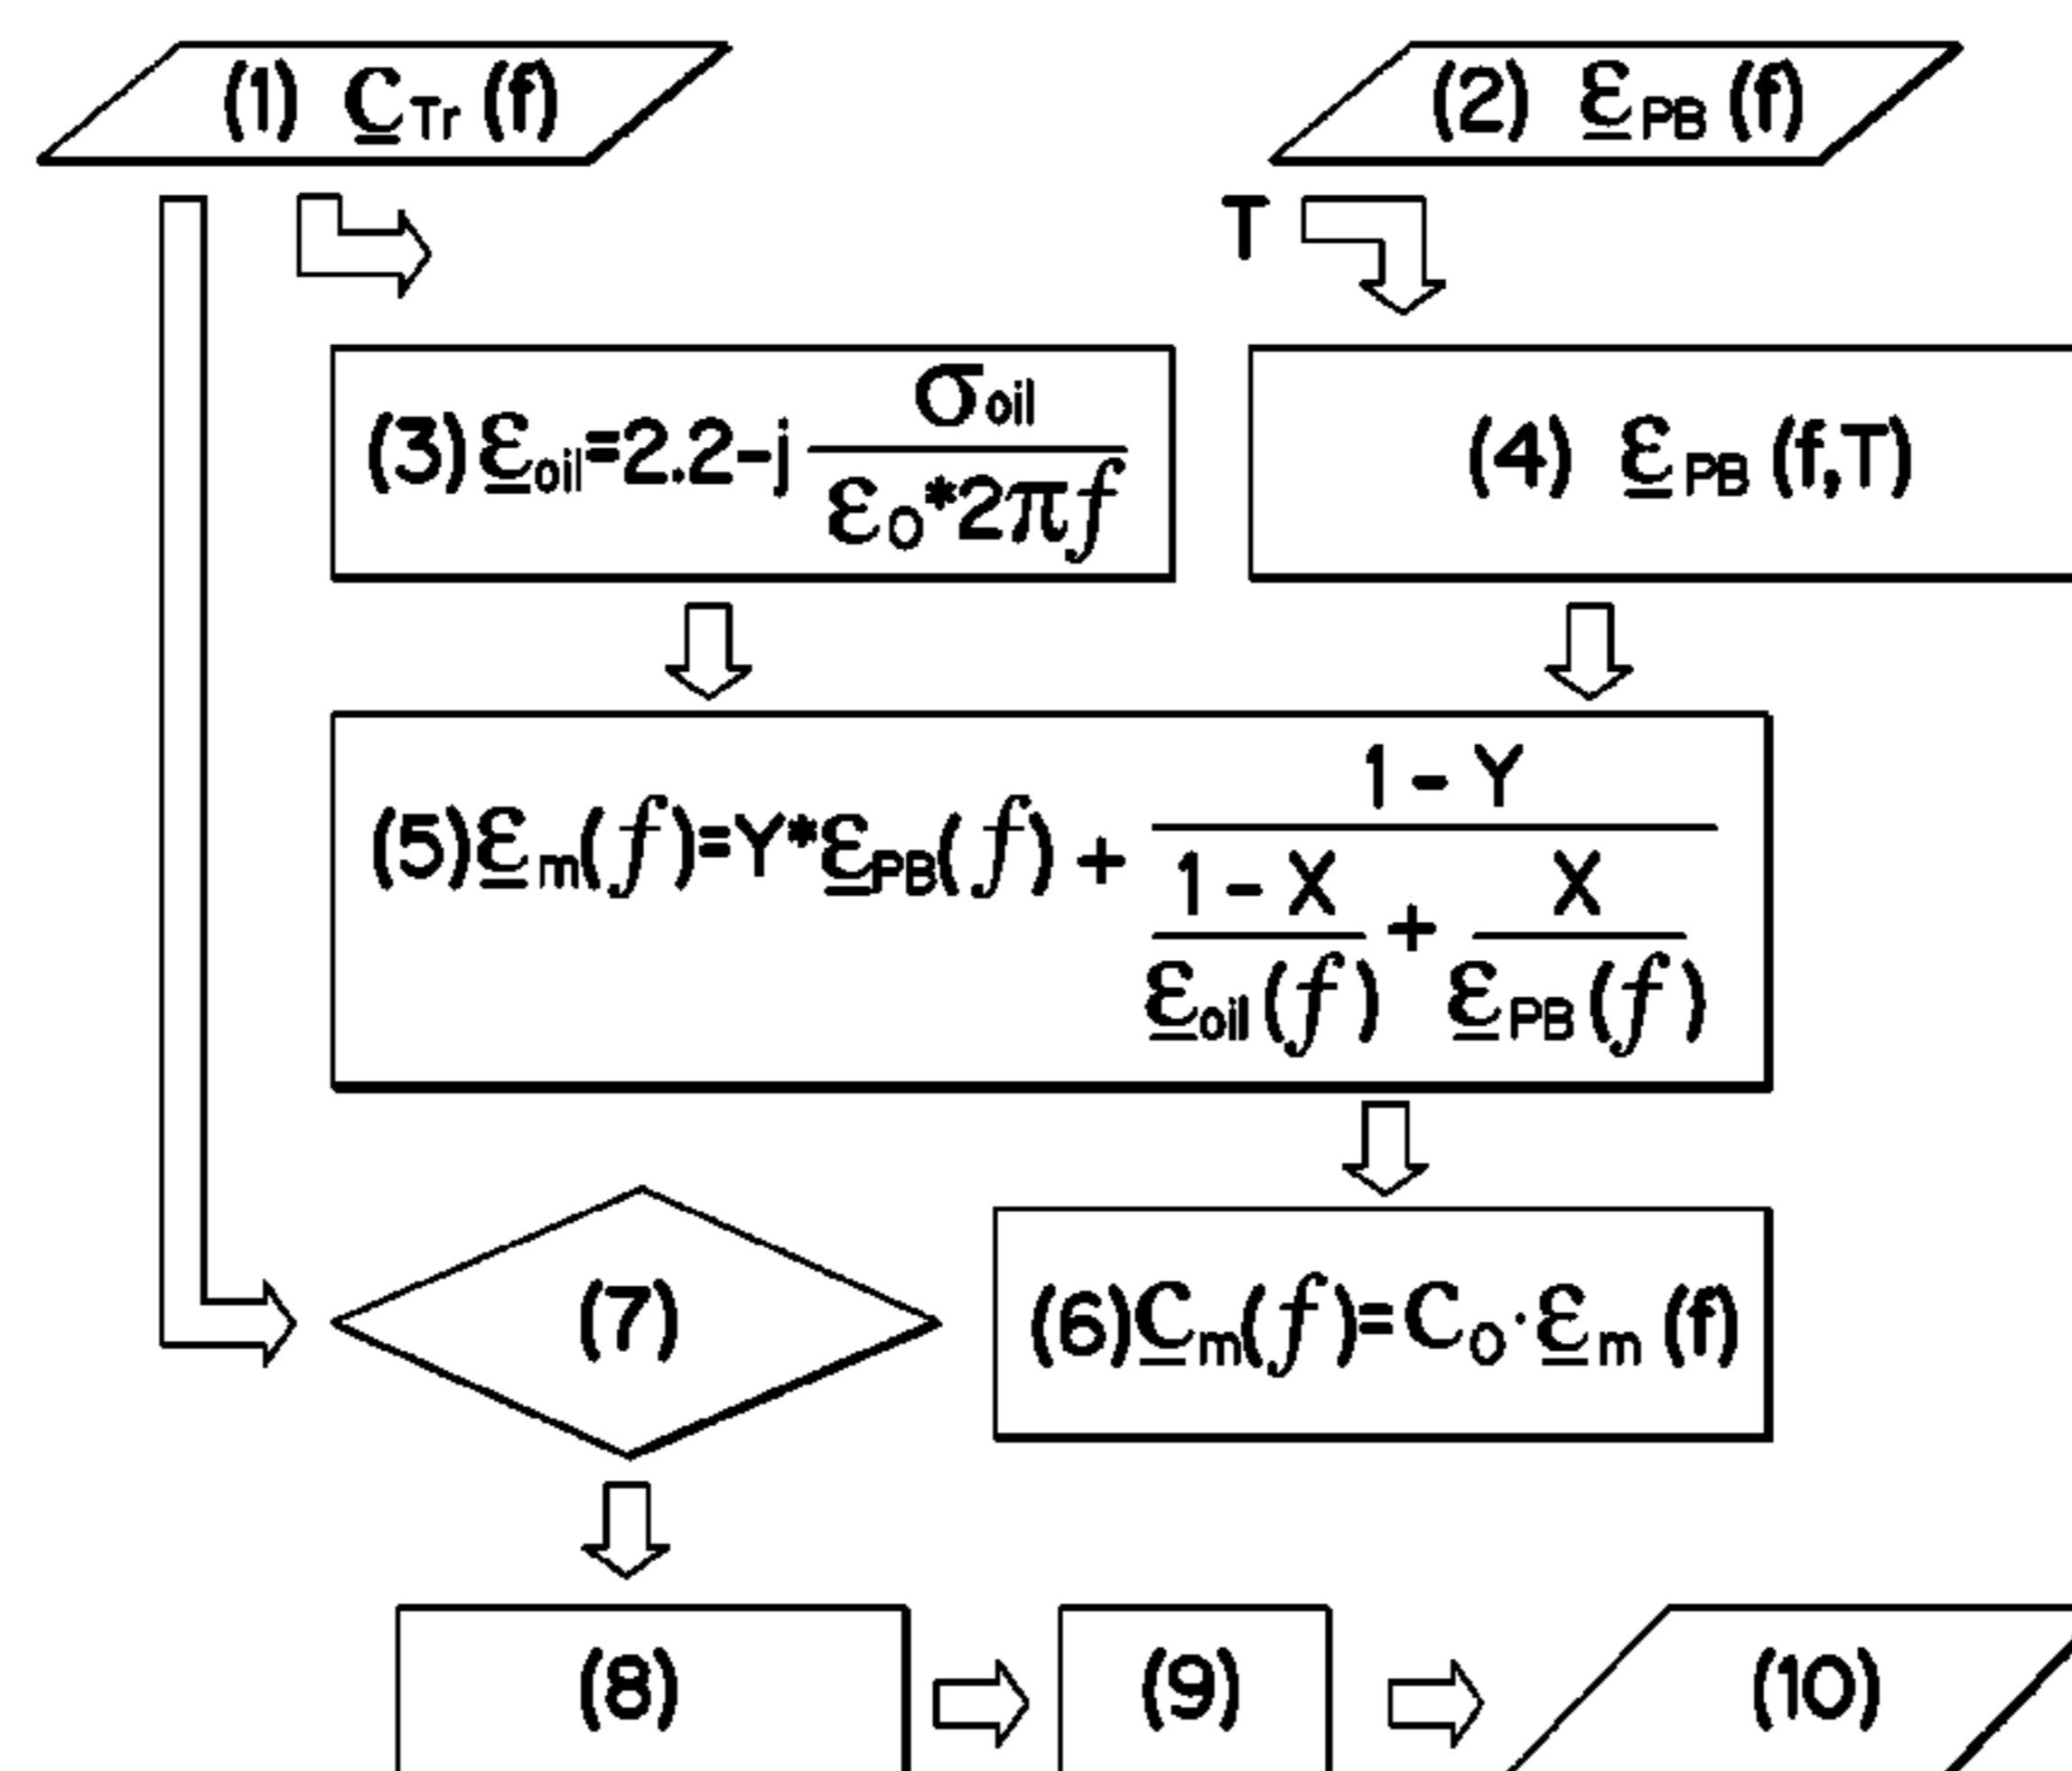 (1) C̲Tr (f)
(2) ε̲PB (f)
T
(3) ε̲oil=2.2-j σoil / ε0*2πf
(4) ε̲PB (f,T)
(5) ε̲m(f)=Y*ε̲PB(f) + (1 - Y) / ((1 - X) / ε̲oil(f) + X / ε̲PB(f))
(7)
(6) C̲m(f)=C0·ε̲m (f)
(8)
(9)
(10)